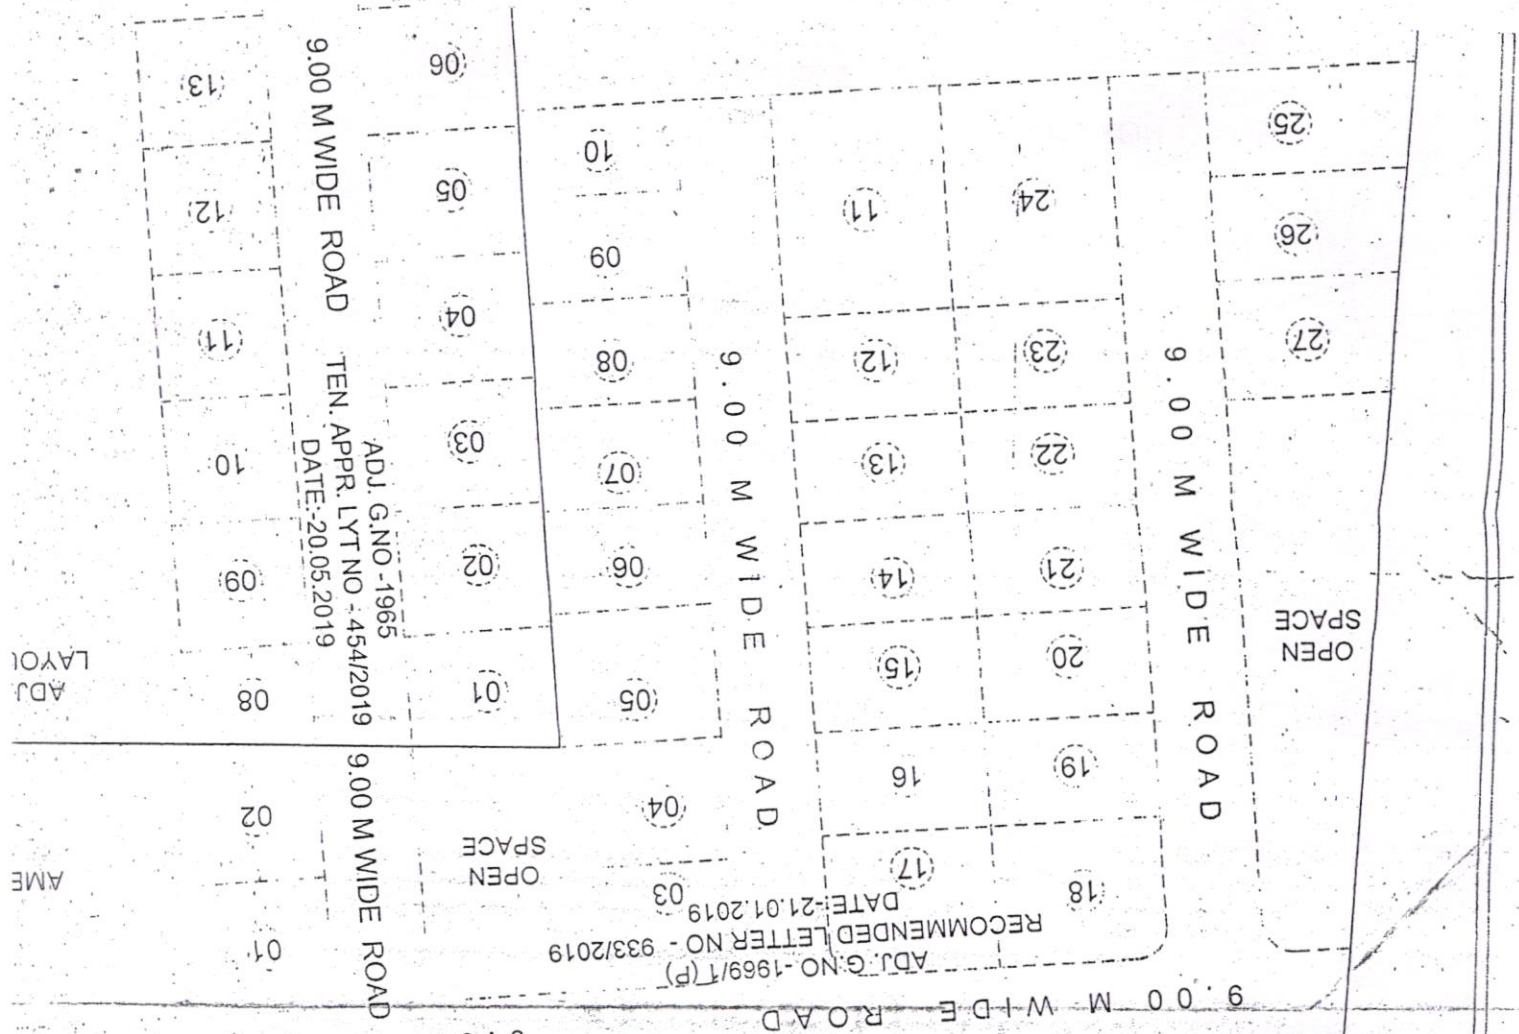 13
12
11
10
09
08
02
01
9.00 M WIDE ROAD
TEN. APPR. LYT NO - 454/2019
ADJ. G.NO -1965
DATE:-20.05.2019
9.00 M WIDE ROAD
06
05
04
03
02
01
OPEN
SPACE
10
09
08
07
06
05
04
03
9.00 M WIDE ROAD
11
12
13
14
15
16
17
24
23
22
21
20
19
18
9.00 M WIDE ROAD
25
26
27
OPEN
SPACE
ADJ. G.NO -1969/1(P)
RECOMMENDED LETTER NO - 933/2019
DATE:-21.01.2019
9.00 M WIDE ROAD
ADJ